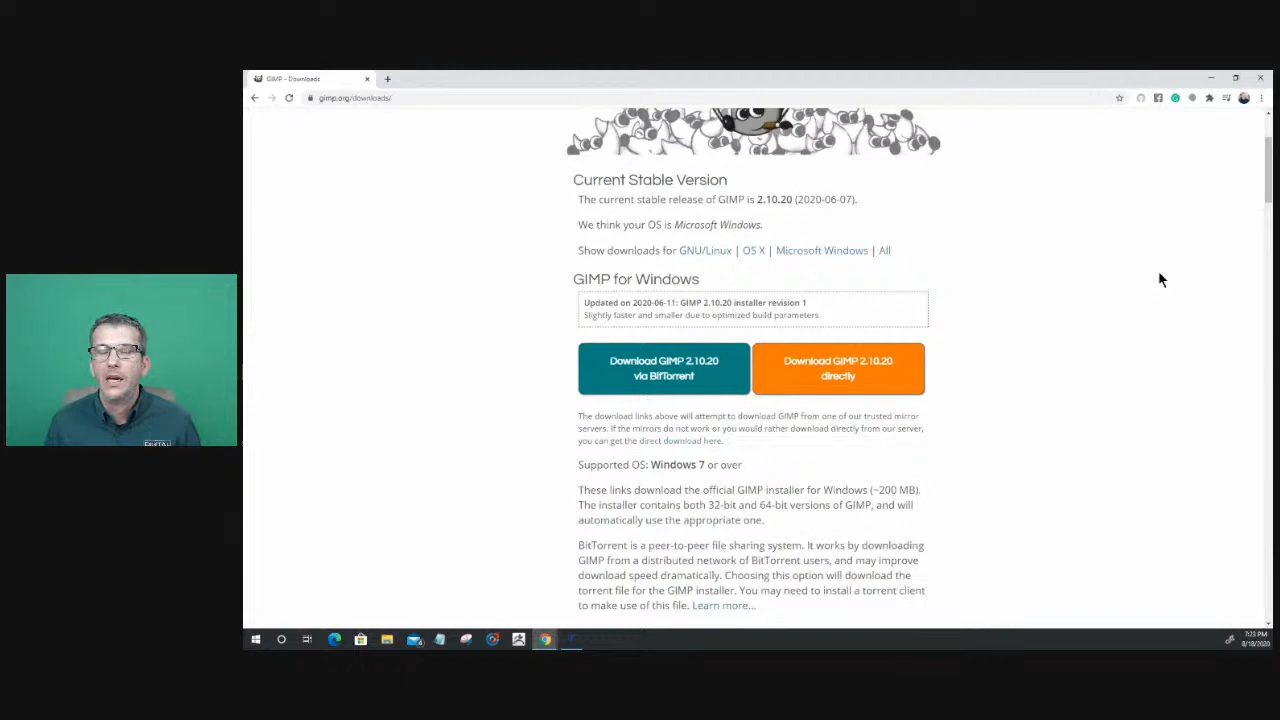 GIMP - Downloads
gimp.org/downloads/
Current Stable Version
The current stable release of GIMP is 2.10.20 (2020-06-07).
We think your OS is Microsoft Windows.
Show downloads for GNU/Linux | OS X | Microsoft Windows | All
GIMP for Windows
Updated on 2020-06-11: GIMP 2.10.20 installer revision 1
Slightly faster and smaller due to optimized build parameters
Download GIMP 2.10.20
via BitTorrent
Download GIMP 2.10.20
directly
The download links above will attempt to download GIMP from one of our trusted mirror
servers. If the mirrors do not work or you would rather download directly from our server,
you can get the direct download here.
Supported OS: Windows 7 or over
These links download the official GIMP installer for Windows (~200 MB).
The installer contains both 32-bit and 64-bit versions of GIMP, and will
automatically use the appropriate one.
BitTorrent is a peer-to-peer file sharing system. It works by downloading
GIMP from a distributed network of BitTorrent users, and may improve
download speed dramatically. Choosing this option will download the
torrent file for the GIMP installer. You may need to install a torrent client
to make use of this file. Learn more...
7:23 PM
8/18/2020
DIGITAL